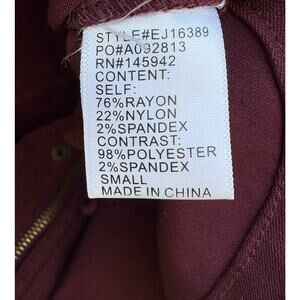 STYLE#EJ16389
PO#A092813
RN#145942
CONTENT:
SELF:
76%RAYON
22%NYLON
2%SPANDEX
CONTRAST:
98%POLYESTER
2%SPANDEX
SMALL
MADE IN CHINA